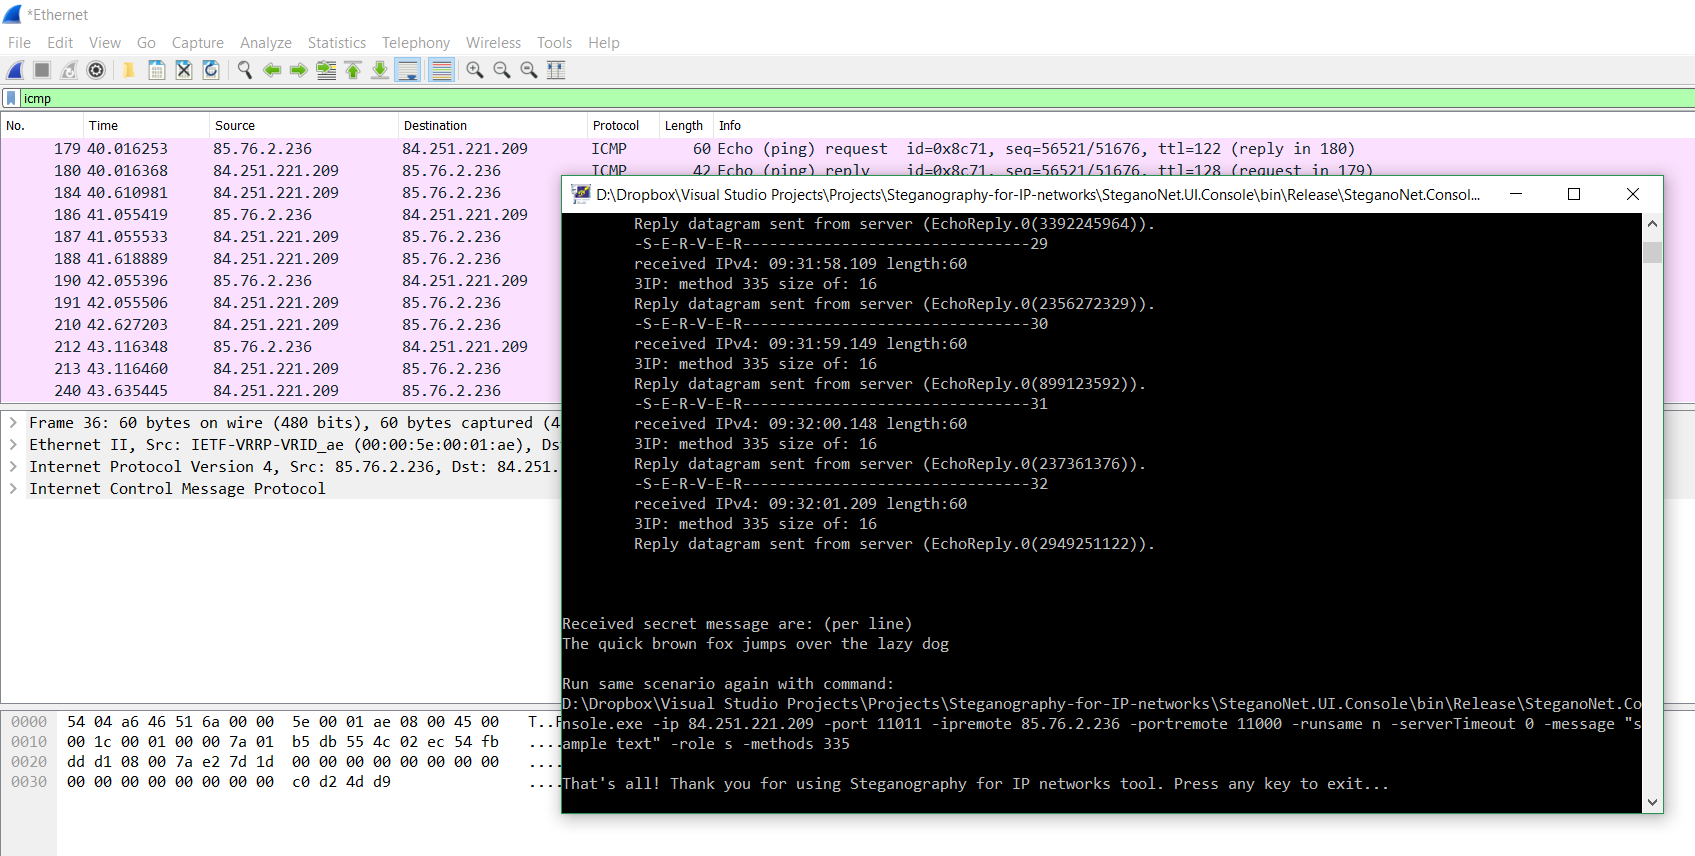 *Ethernet
File Edit View Go Capture Analyze Statistics Telephony Wireless Tools Help
icmp
No. Time Source Destination Protocol Length Info
179 40.016253 85.76.2.236 84.251.221.209 ICMP 60 Echo (ping) request id=0x8c71, seq=56521/51676, ttl=122 (reply in 180)
180 40.016368 84.251.221.209 85.76.2.236 ICMP 42 Echo (ping) reply id=0x8c71, seq=56521/51676, ttl=128 (request in 179)
184 40.610981 84.251.221.209 85.76.2.236
186 41.055419 85.76.2.236 84.251.221.209
187 41.055533 84.251.221.209 85.76.2.236
188 41.618889 84.251.221.209 85.76.2.236
190 42.055396 85.76.2.236 84.251.221.209
191 42.055506 84.251.221.209 85.76.2.236
210 42.627203 84.251.221.209 85.76.2.236
212 43.116348 85.76.2.236 84.251.221.209
213 43.116460 84.251.221.209 85.76.2.236
240 43.635445 84.251.221.209 85.76.2.236
Frame 36: 60 bytes on wire (480 bits), 60 bytes captured (4
Ethernet II, Src: IETF-VRRP-VRID_ae (00:00:5e:00:01:ae), Ds
Internet Protocol Version 4, Src: 85.76.2.236, Dst: 84.251.
Internet Control Message Protocol
0000 54 04 a6 46 51 6a 00 00 5e 00 01 ae 08 00 45 00 T..F
0010 00 1c 00 01 00 00 7a 01 b5 db 55 4c 02 ec 54 fb ....
0020 dd d1 08 00 7a e2 7d 1d 00 00 00 00 00 00 00 00 ....
0030 00 00 00 00 00 00 00 00 c0 d2 4d d9 ....
D:\Dropbox\Visual Studio Projects\Projects\Steganography-for-IP-networks\SteganoNet.UI.Console\bin\Release\SteganoNet.Consol...
Reply datagram sent from server (EchoReply.0(3392245964)).
-S-E-R-V-E-R--------------------------------29
received IPv4: 09:31:58.109 length:60
3IP: method 335 size of: 16
Reply datagram sent from server (EchoReply.0(2356272329)).
-S-E-R-V-E-R--------------------------------30
received IPv4: 09:31:59.149 length:60
3IP: method 335 size of: 16
Reply datagram sent from server (EchoReply.0(899123592)).
-S-E-R-V-E-R--------------------------------31
received IPv4: 09:32:00.148 length:60
3IP: method 335 size of: 16
Reply datagram sent from server (EchoReply.0(237361376)).
-S-E-R-V-E-R--------------------------------32
received IPv4: 09:32:01.209 length:60
3IP: method 335 size of: 16
Reply datagram sent from server (EchoReply.0(2949251122)).
Received secret message are: (per line)
The quick brown fox jumps over the lazy dog
Run same scenario again with command:
D:\Dropbox\Visual Studio Projects\Projects\Steganography-for-IP-networks\SteganoNet.UI.Console\bin\Release\SteganoNet.Co
nsole.exe -ip 84.251.221.209 -port 11011 -ipremote 85.76.2.236 -portremote 11000 -runsame n -serverTimeout 0 -message "s
ample text" -role s -methods 335
That's all! Thank you for using Steganography for IP networks tool. Press any key to exit...